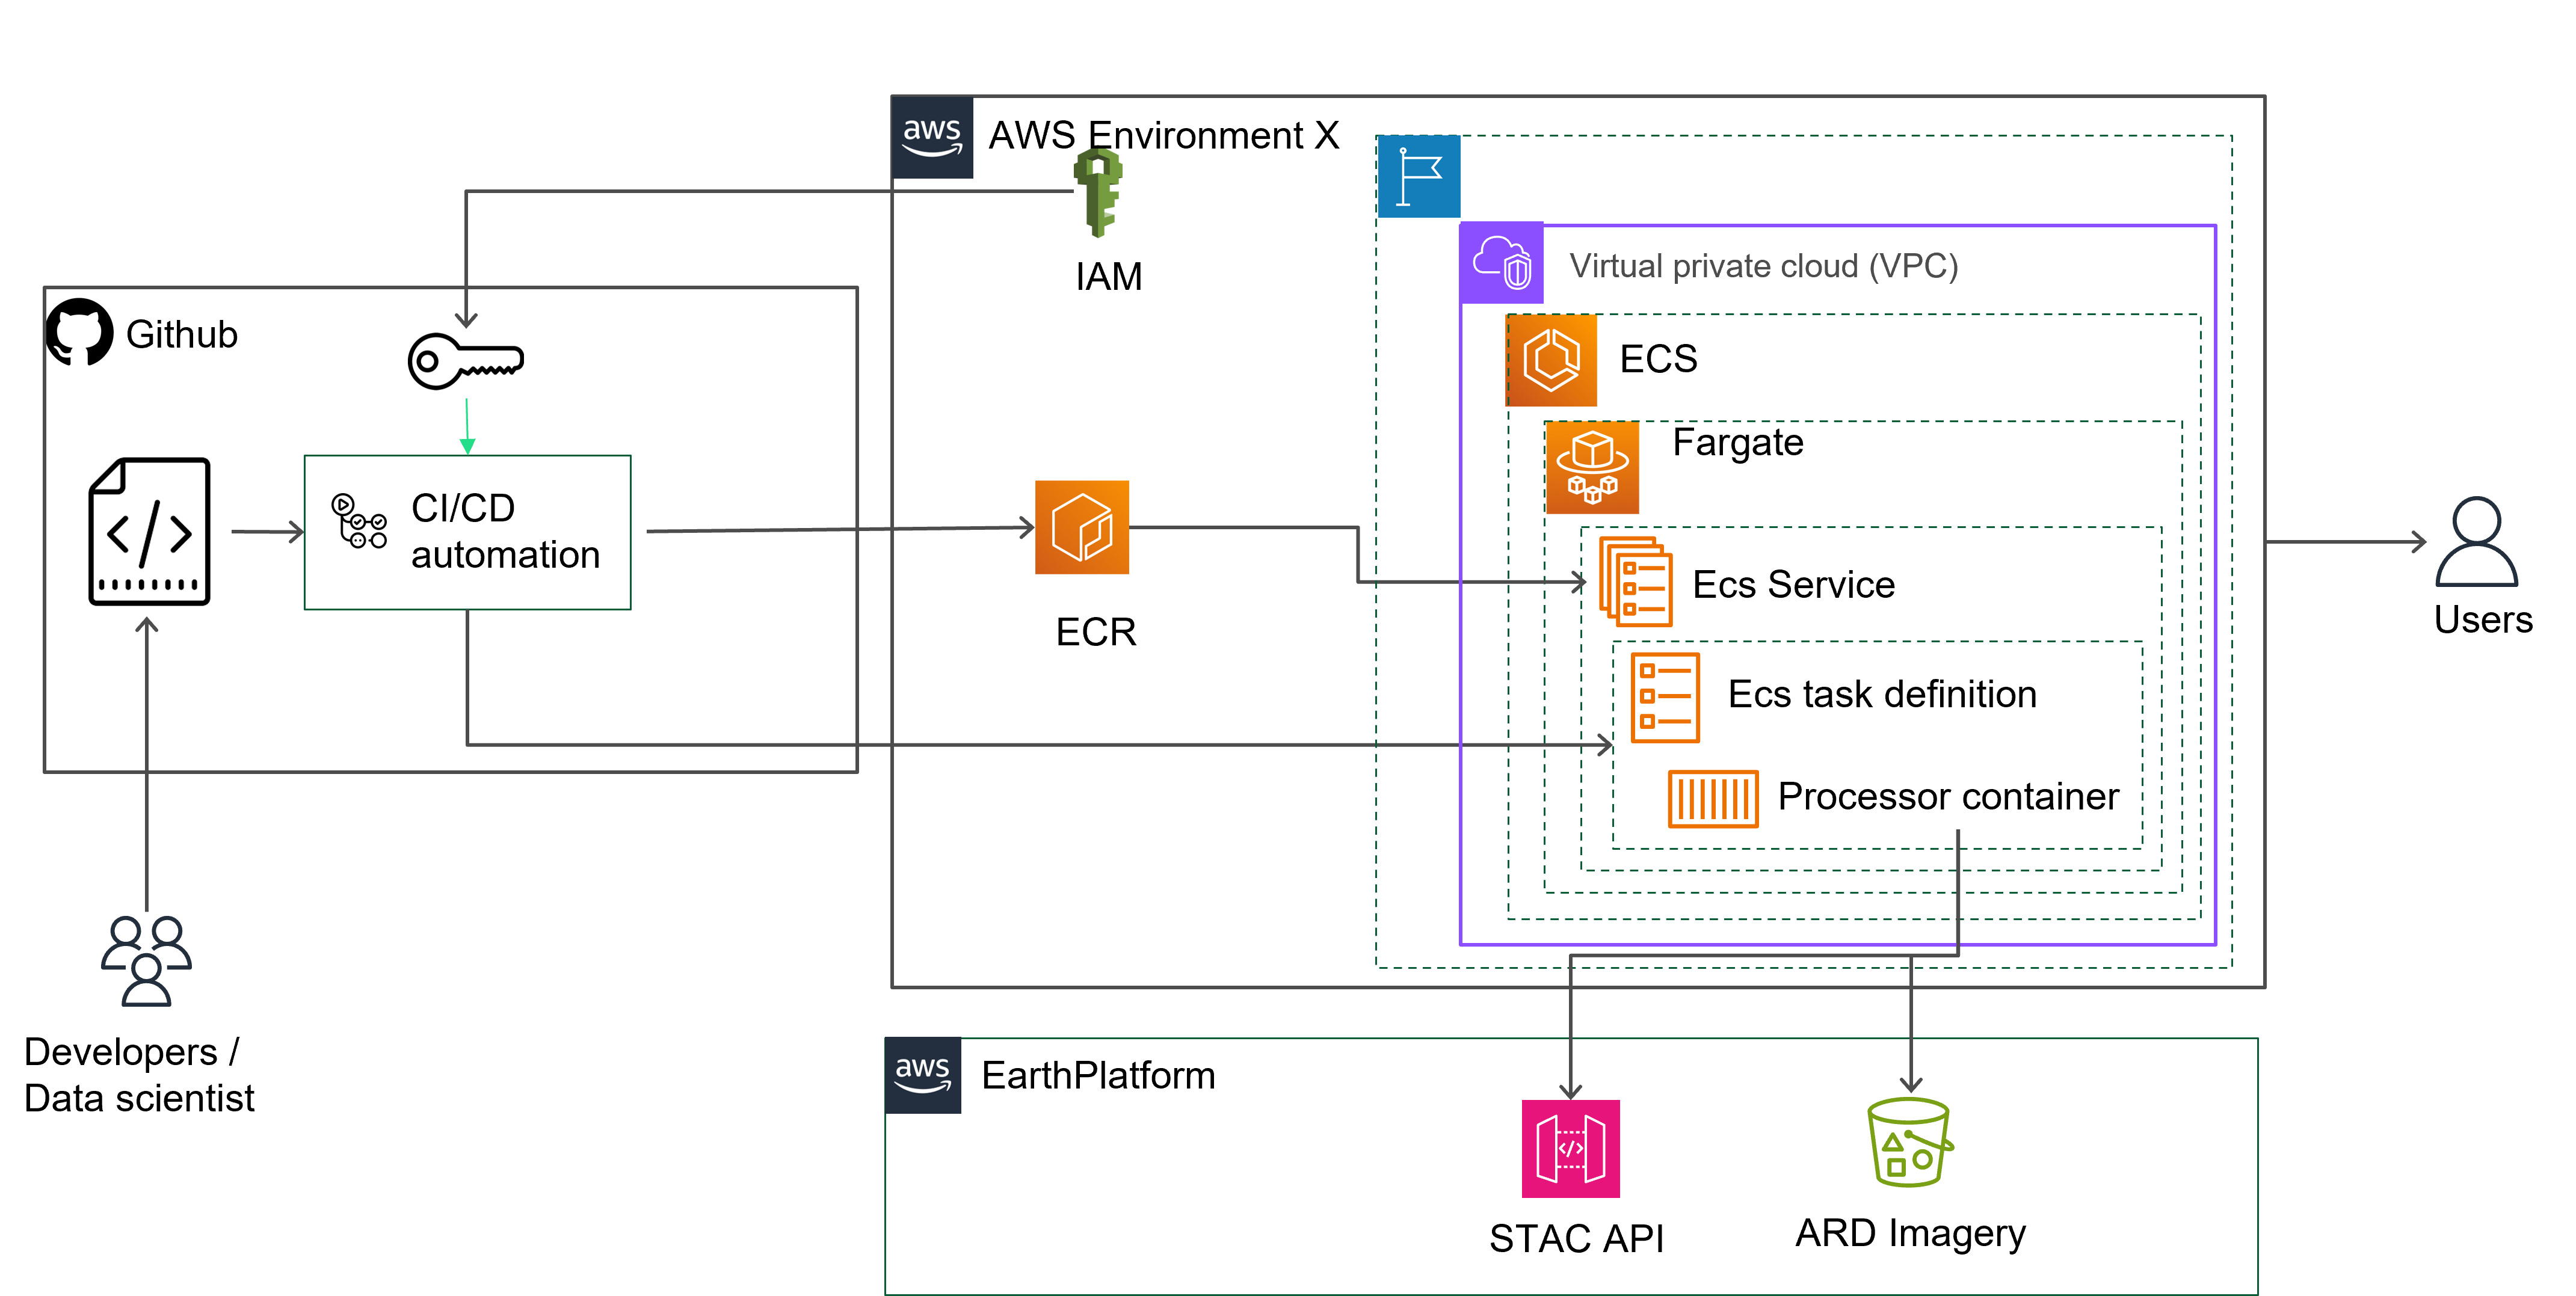 aws
AWS Environment X
IAM
Virtual private cloud (VPC)
Github
ECS
Fargate
CI/CD
automation
ECR
Ecs Service
Users
Ecs task definition
Processor container
Developers /
Data scientist
aws
EarthPlatform
STAC API
ARD Imagery